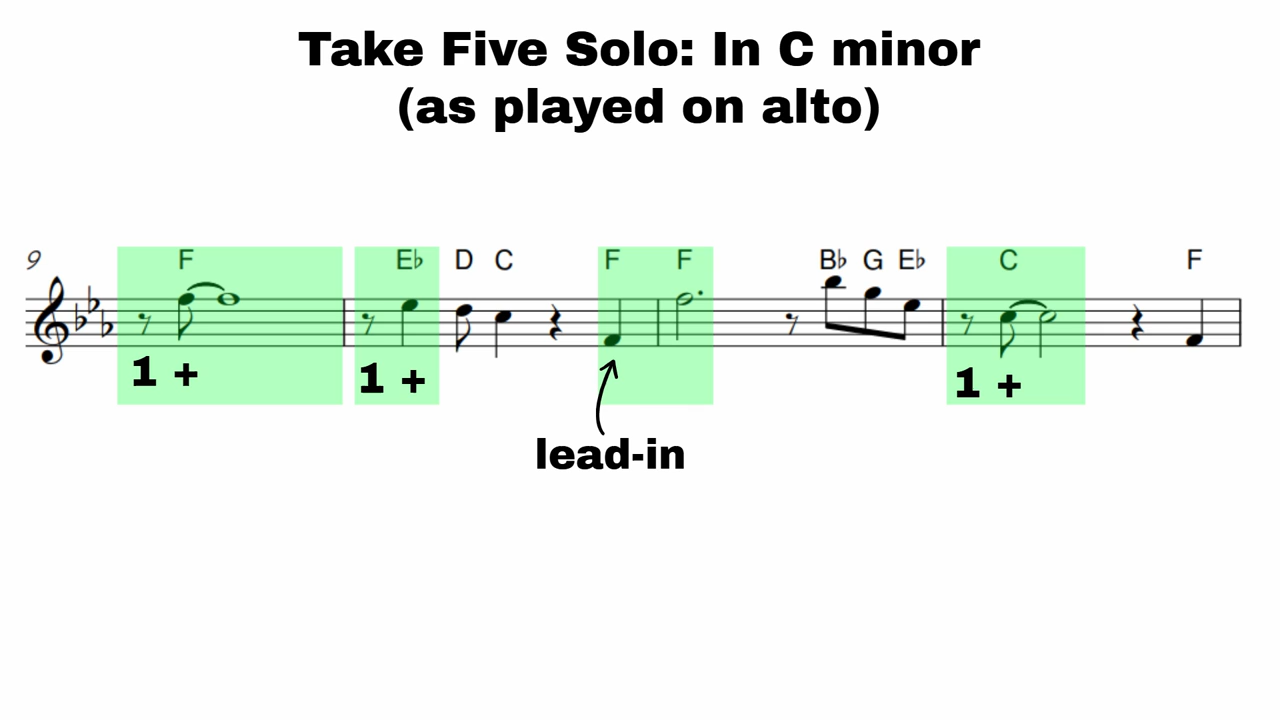 Take Five Solo: In C minor
(as played on alto)
9 F E♭ D C F F B♭ G E♭ C F
1 + 1 + 1 +
lead-in